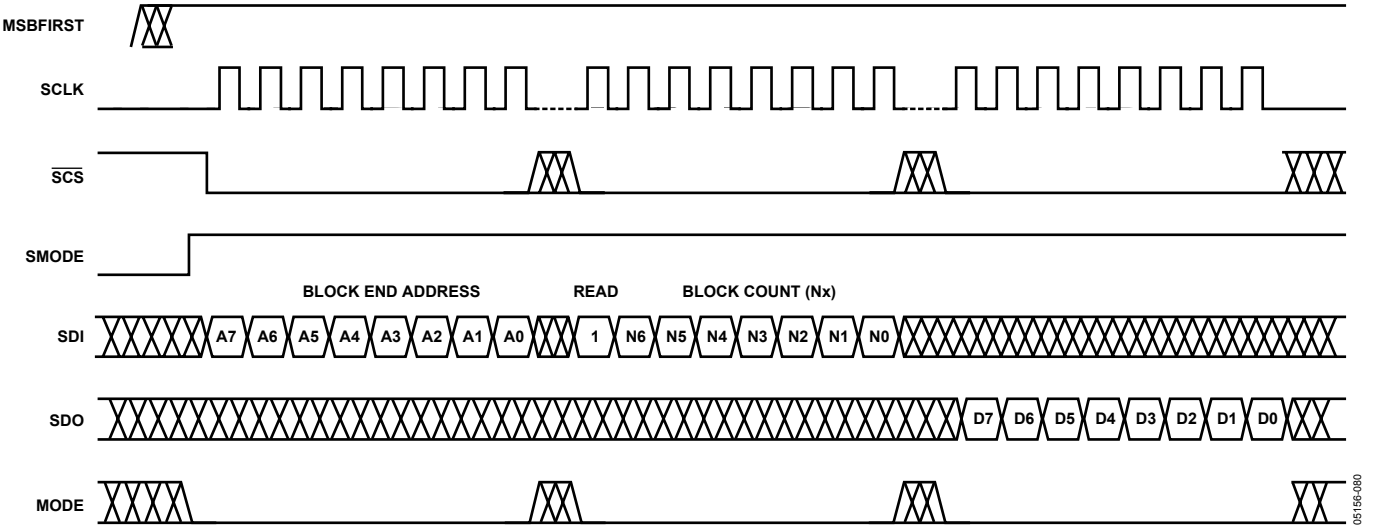 MSBFIRST
SCLK
SCS
SMODE
BLOCK END ADDRESS READ BLOCK COUNT (Nx)
SDI A7 A6 A5 A4 A3 A2 A1 A0 1 N6 N5 N4 N3 N2 N1 N0
SDO D7 D6 D5 D4 D3 D2 D1 D0
MODE
05156-080